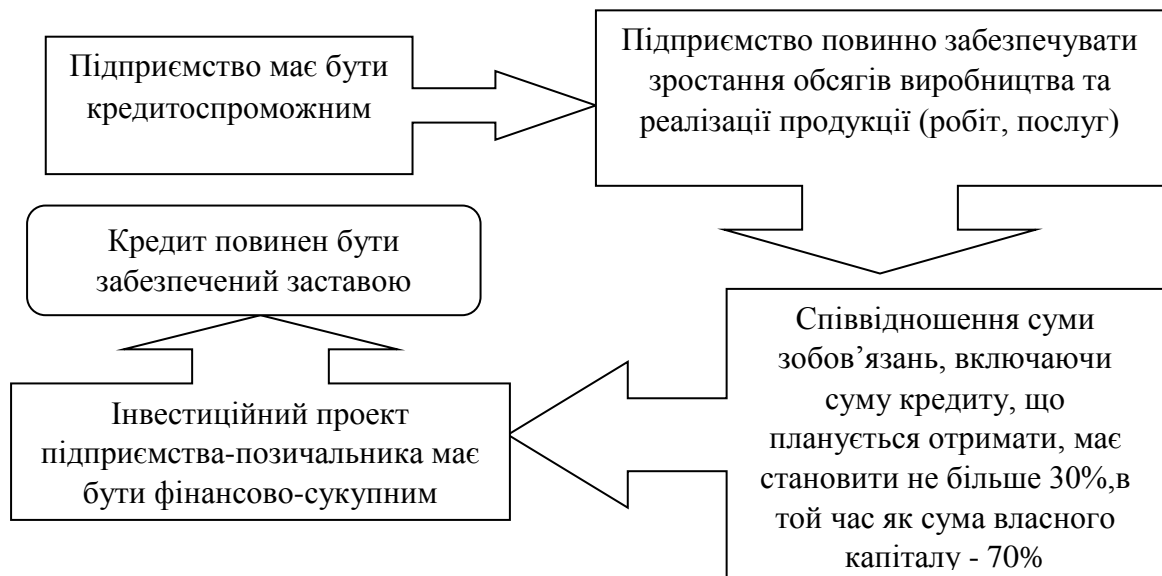 Підприємство має бути
кредитоспроможним
Підприємство повинно забезпечувати
зростання обсягів виробництва та
реалізації продукції (робіт, послуг)
Співвідношення суми
зобов’язань, включаючи
суму кредиту, що
планується отримати, має
становити не більше 30%,в
той час як сума власного
капіталу - 70%
Інвестиційний проект
підприємства-позичальника має
бути фінансово-сукупним
Кредит повинен бути
забезпечений заставою